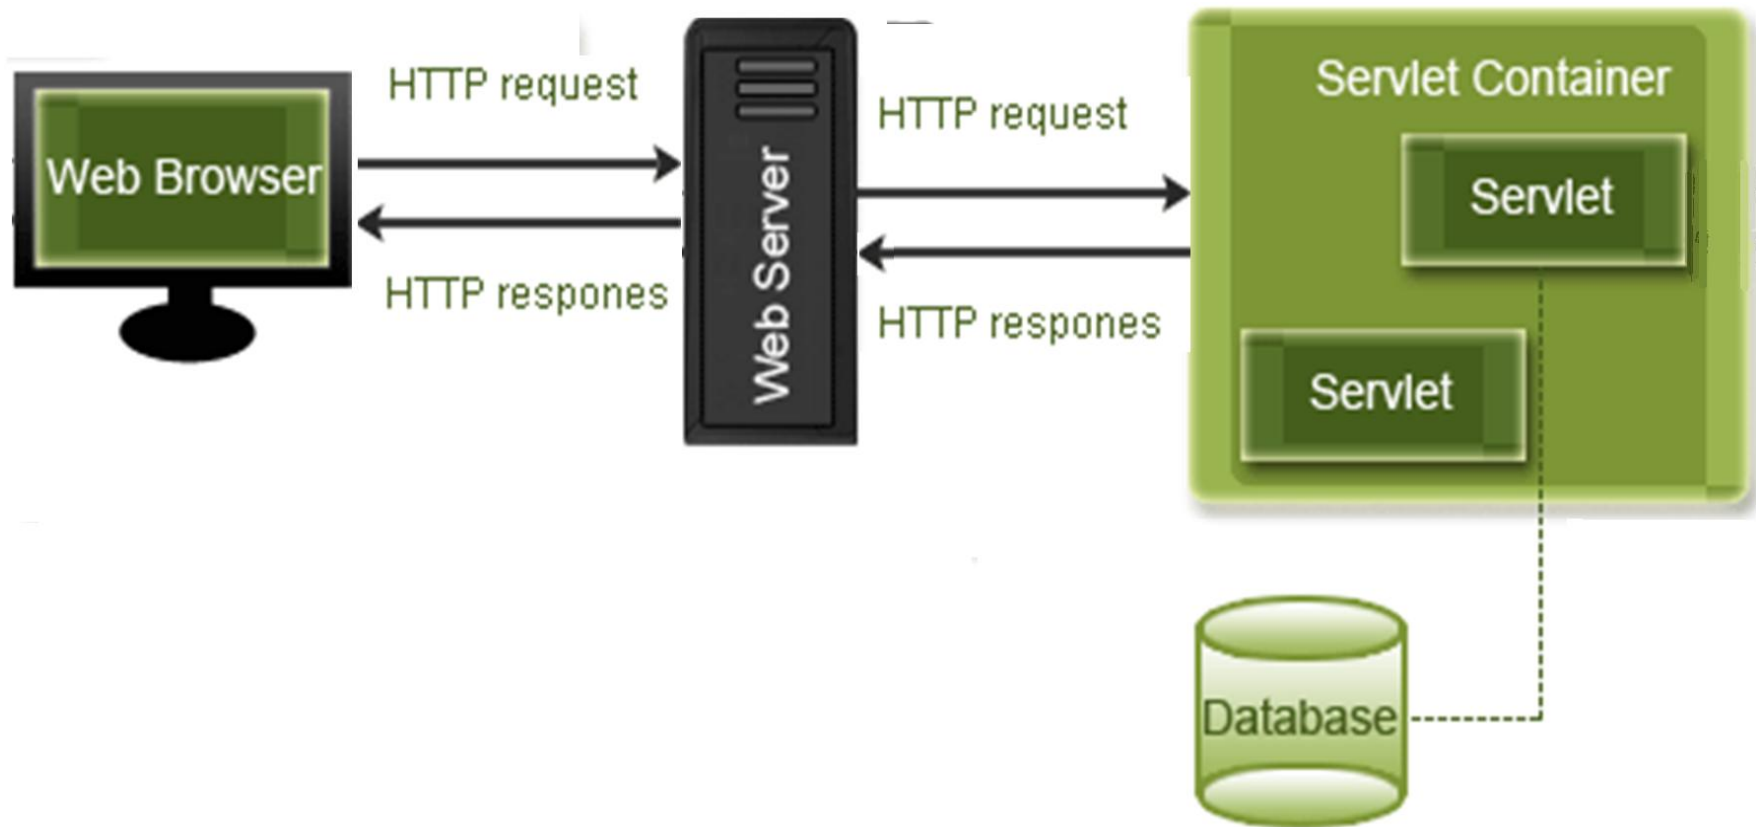 Web Browser
HTTP request
HTTP respones
Web Server
HTTP request
HTTP respones
Servlet Container
Servlet
Servlet
Database